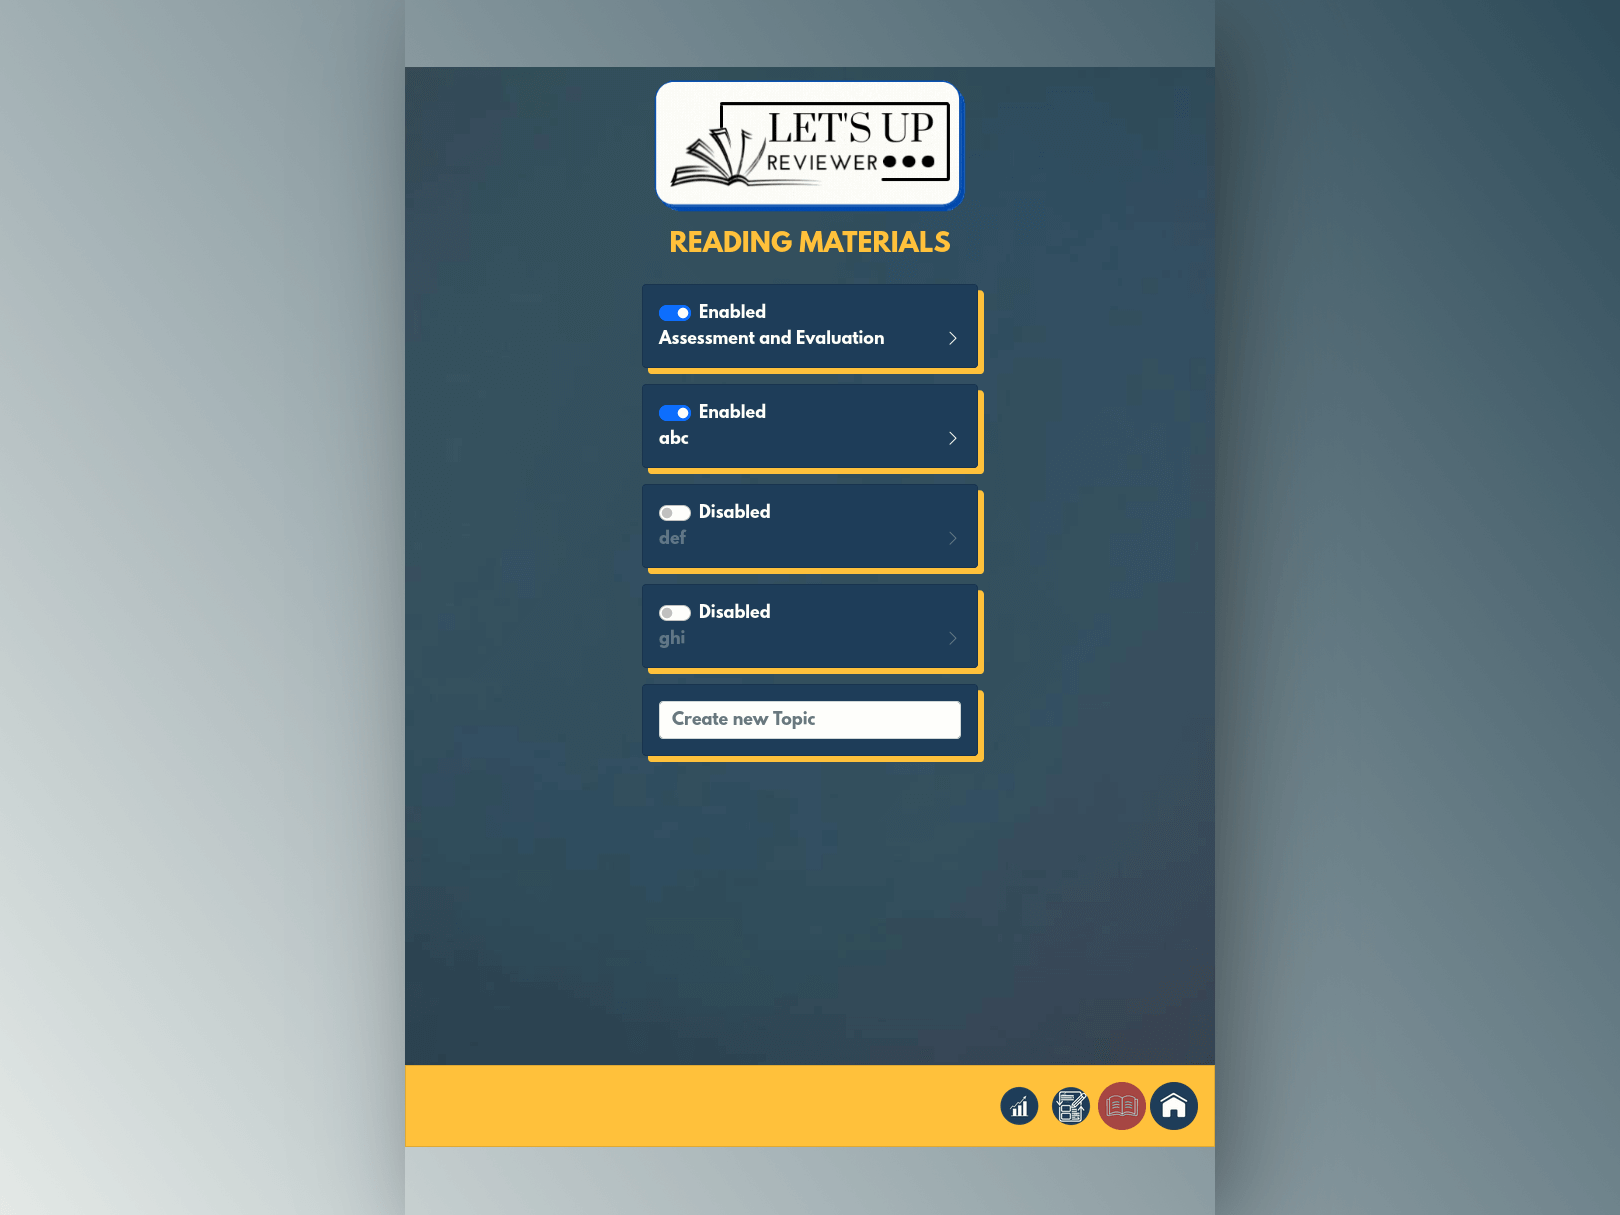 LET'S UP
REVIEWER
READING MATERIALS
Enabled
Assessment and Evaluation
Enabled
abc
Disabled
def
Disabled
ghi
Create new Topic